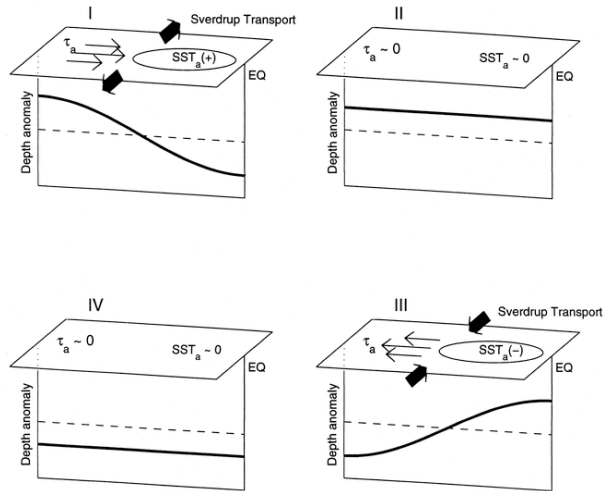 I
Sverdrup Transport
τa
SSTa(+)
EQ
Depth anomaly
II
τa ~ 0
SSTa ~ 0
EQ
Depth anomaly
IV
τa ~ 0
SSTa ~ 0
EQ
Depth anomaly
III
Sverdrup Transport
τa
SSTa(−)
EQ
Depth anomaly